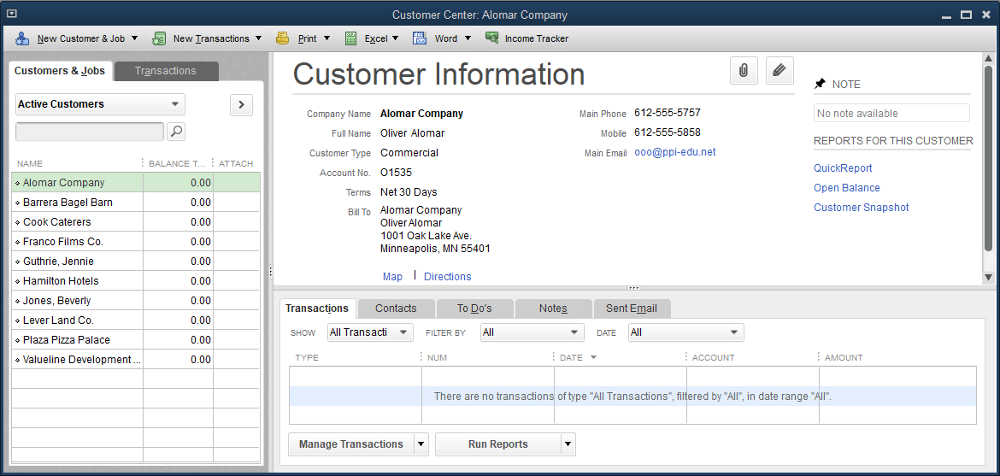 Customer Center: Alomar Company
New Customer & Job New Transactions Print Excel Word Income Tracker
Customers & Jobs Transactions
Active Customers
NAME BALANCE T... ATTACH
Alomar Company 0.00
Barrera Bagel Barn 0.00
Cook Caterers 0.00
Franco Films Co. 0.00
Guthrie, Jennie 0.00
Hamilton Hotels 0.00
Jones, Beverly 0.00
Lever Land Co. 0.00
Plaza Pizza Palace 0.00
Valueline Development ... 0.00
Customer Information
Company Name Alomar Company
Full Name Oliver Alomar
Customer Type Commercial
Account No. O1535
Terms Net 30 Days
Bill To Alomar Company
Oliver Alomar
1001 Oak Lake Ave.
Minneapolis, MN 55401
Map | Directions
Main Phone 612-555-5757
Mobile 612-555-5858
Main Email ooo@ppi-edu.net
NOTE
No note available
REPORTS FOR THIS CUSTOMER
QuickReport
Open Balance
Customer Snapshot
Transactions Contacts To Do's Notes Sent Email
SHOW All Transacti FILTER BY All DATE All
TYPE NUM DATE ACCOUNT AMOUNT
There are no transactions of type "All Transactions", filtered by "All", in date range "All".
Manage Transactions Run Reports